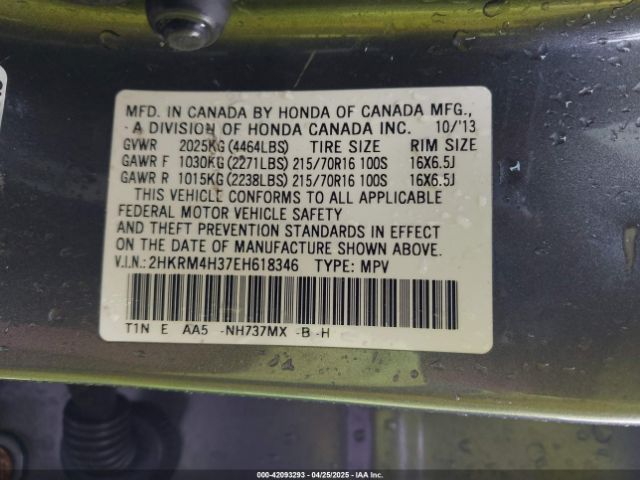 MFD. IN CANADA BY HONDA OF CANADA MFG.,
A DIVISION OF HONDA CANADA INC. 10/'13
GVWR 2025KG (4464LBS) TIRE SIZE RIM SIZE
GAWR F 1030KG (2271LBS) 215/70R16 100S 16X6.5J
GAWR R 1015KG (2238LBS) 215/70R16 100S 16X6.5J
THIS VEHICLE CONFORMS TO ALL APPLICABLE
FEDERAL MOTOR VEHICLE SAFETY
AND THEFT PREVENTION STANDARDS IN EFFECT
ON THE DATE OF MANUFACTURE SHOWN ABOVE.
V.I.N.: 2HKRM4H37EH618346 TYPE: MPV
T1N E AA5 -NH737MX -B -H
000-42093293 - 04/25/2025 - IAA Inc.